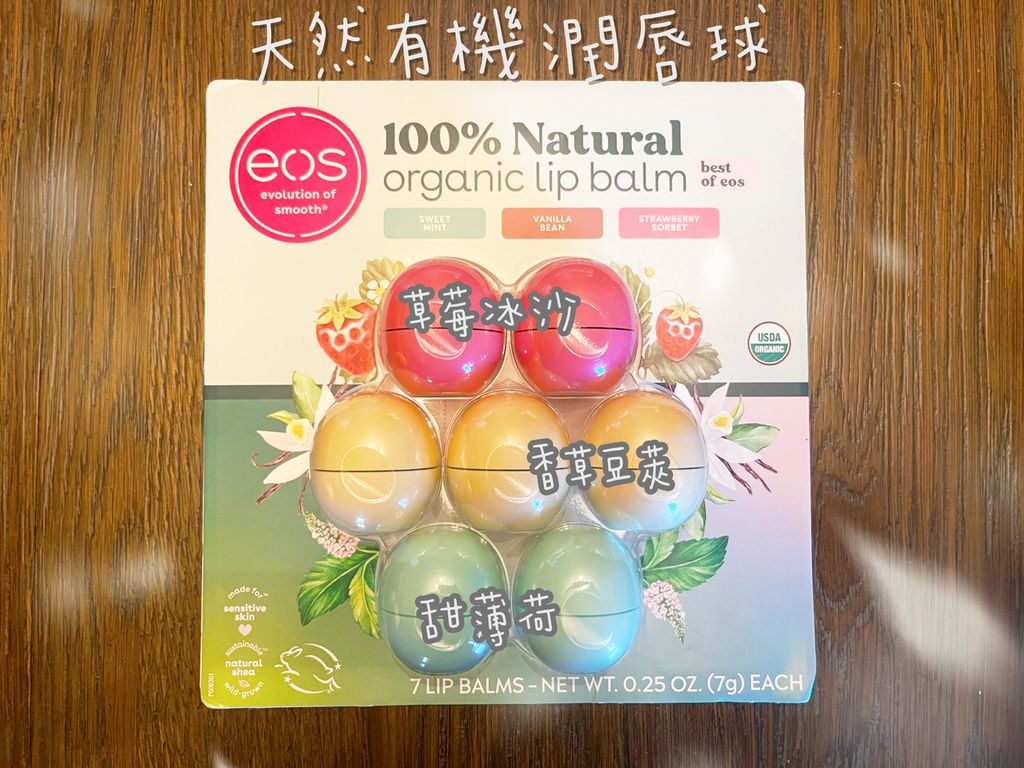 天然有機潤唇球
eos
evolution of
smooth®
100% Natural
organic lip balm
best
of eos
SWEET
MINT
VANILLA
BEAN
STRAWBERRY
SORBET
草莓冰沙
USDA
ORGANIC
香草豆莢
甜薄荷
made for
sensitive
skin
sustainable
natural
shea
wild-grown
P006301
7 LIP BALMS - NET WT. 0.25 OZ. (7g) EACH